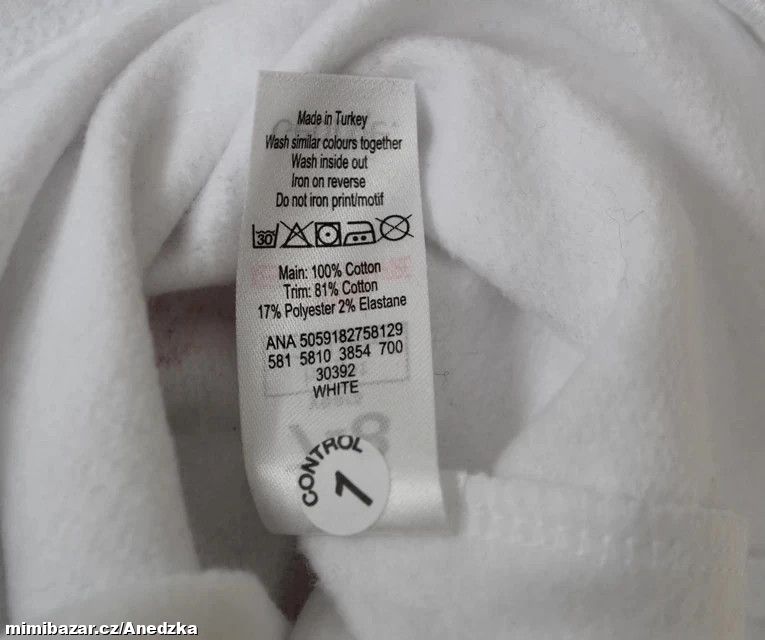 Made in Turkey
Wash similar colours together
Wash inside out
Iron on reverse
Do not iron print/motif
30
Main: 100% Cotton
Trim: 81% Cotton
17% Polyester 2% Elastane
ANA 5059182758129
581 5810 3854 700
30392
WHITE
CONTROL
1
mimibazar.cz/Anedzka